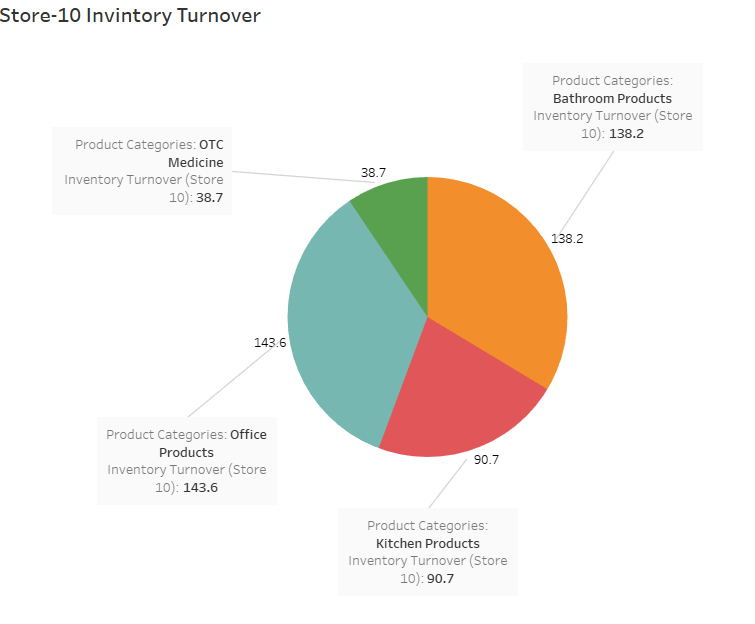 Store-10 Invintory Turnover
Product Categories:
Bathroom Products
Inventory Turnover (Store
10): 138.2
Product Categories: OTC
Medicine
Inventory Turnover (Store
10): 38.7
38.7
138.2
143.6
Product Categories: Office
Products
Inventory Turnover (Store
10): 143.6
90.7
Product Categories:
Kitchen Products
Inventory Turnover (Store
10): 90.7